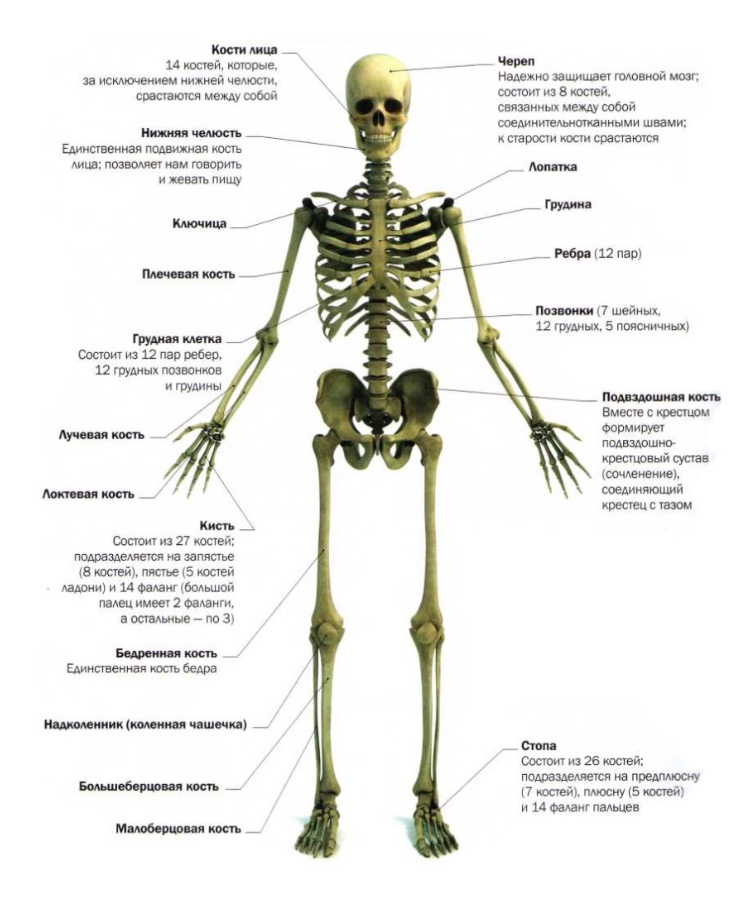 Кости лица
14 костей, которые,
за исключением нижней челюсти,
срастаются между собой
Череп
Надежно защищает головной мозг;
состоит из 8 костей,
связанных между собой
соединительнотканными швами;
к старости кости срастаются
Нижняя челюсть
Единственная подвижная кость
лица; позволяет нам говорить
и жевать пищу
Лопатка
Грудина
Ключица
Ребра (12 пар)
Плечевая кость
Позвонки (7 шейных,
12 грудных, 5 поясничных)
Грудная клетка
Состоит из 12 пар ребер,
12 грудных позвонков
и грудины
Подвздошная кость
Вместе с крестцом
формирует
подвздошно-
крестцовый сустав
(сочленение),
соединяющий
крестец с тазом
Лучевая кость
Локтевая кость
Кисть
Состоит из 27 костей;
подразделяется на запястье
(8 костей), пястье (5 костей
ладони) и 14 фаланг (большой
палец имеет 2 фаланги,
а остальные — по 3)
Бедренная кость
Единственная кость бедра
Надколенник (коленная чашечка)
Стопа
Состоит из 26 костей;
подразделяется на предплюсну
(7 костей), плюсну (5 костей)
и 14 фаланг пальцев
Большеберцовая кость
Малоберцовая кость